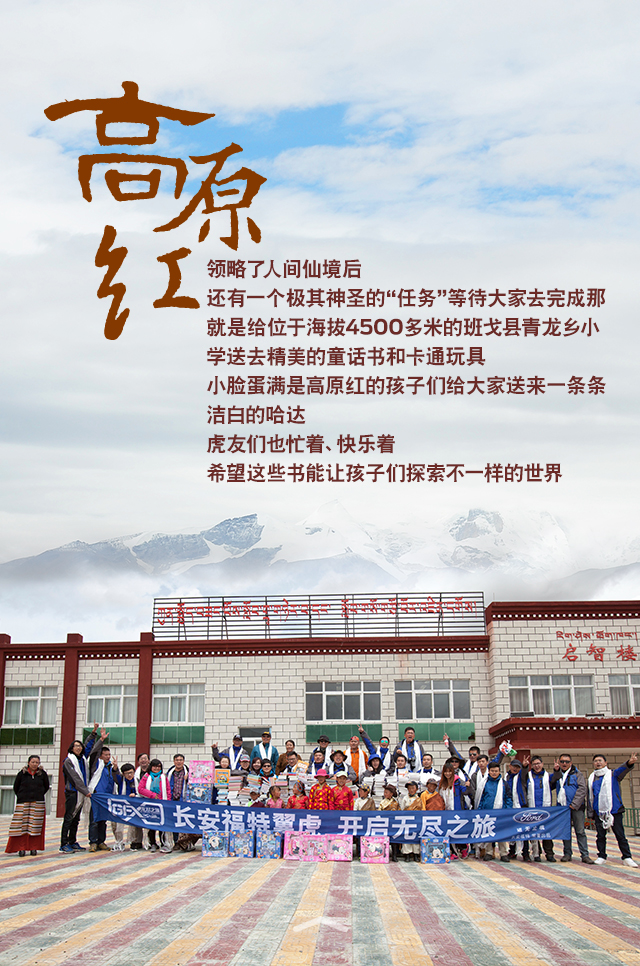 高原红
领略了人间仙境后
还有一个极其神圣的“任务”等待大家去完成那
就是给位于海拔4500多米的班戈县青龙乡小
学送去精美的童话书和卡通玩具
小脸蛋满是高原红的孩子们给大家送来一条条
洁白的哈达
虎友们也忙着、快乐着
希望这些书能让孩子们探索不一样的世界
启智楼
长安福特翼虎 开启无尽之旅
Ford